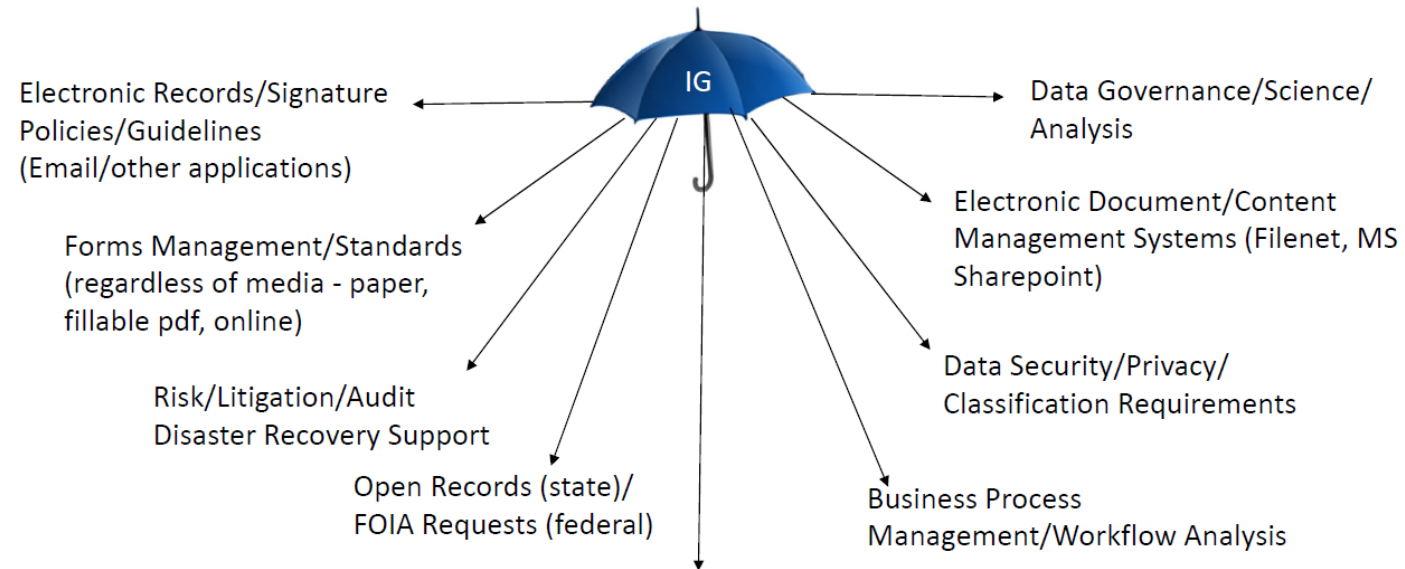 IG
Electronic Records/Signature
Policies/Guidelines
(Email/other applications)
Data Governance/Science/
Analysis
Forms Management/Standards
(regardless of media - paper,
fillable pdf, online)
Electronic Document/Content
Management Systems (Filenet, MS
Sharepoint)
Risk/Litigation/Audit
Disaster Recovery Support
Data Security/Privacy/
Classification Requirements
Open Records (state)/
FOIA Requests (federal)
Business Process
Management/Workflow Analysis